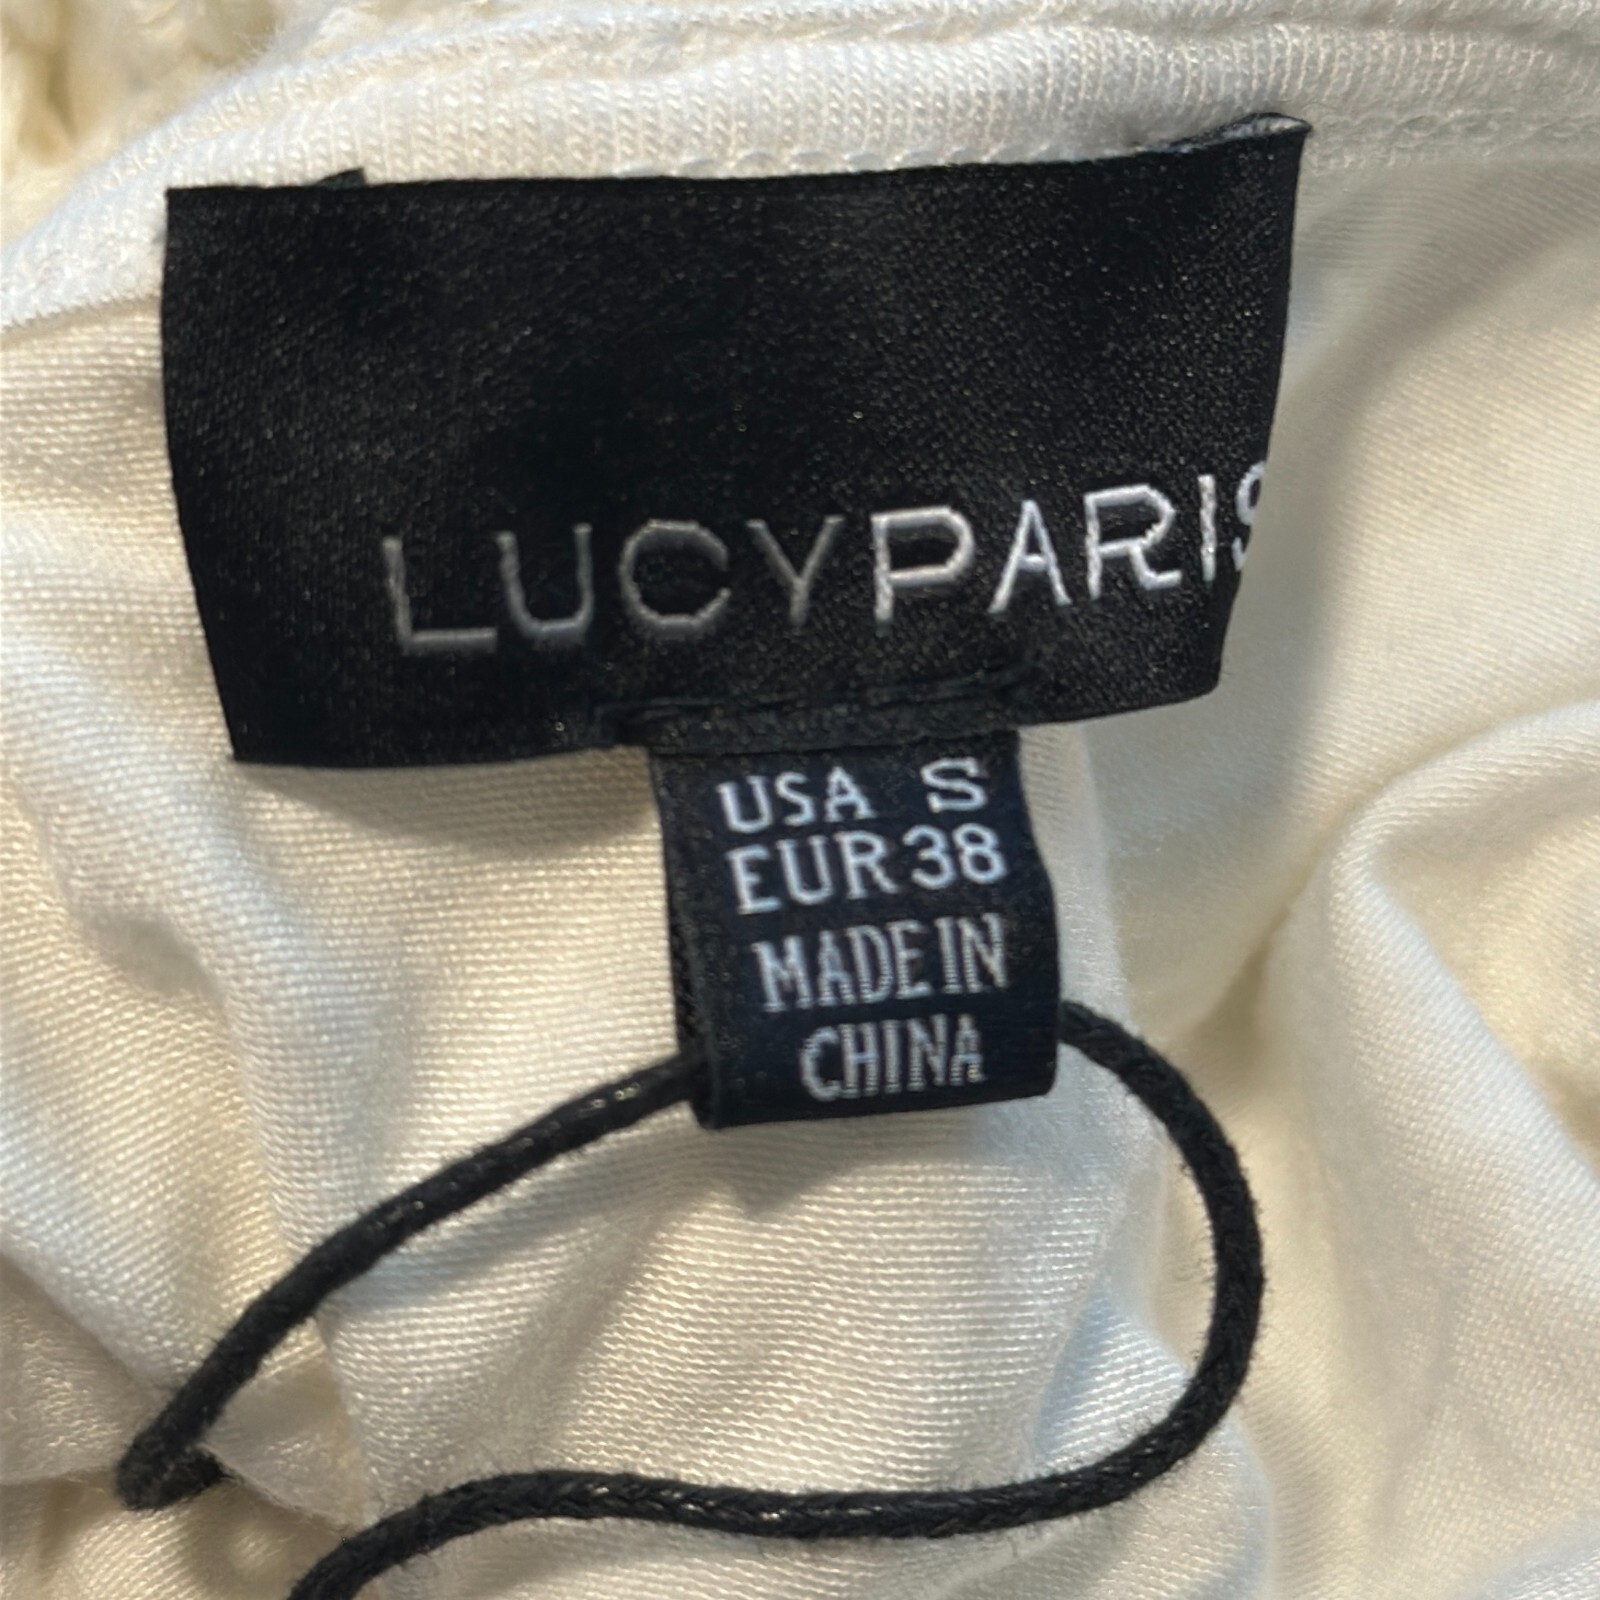 LUCYPARIS
USA S
EUR 38
MADE IN
CHINA